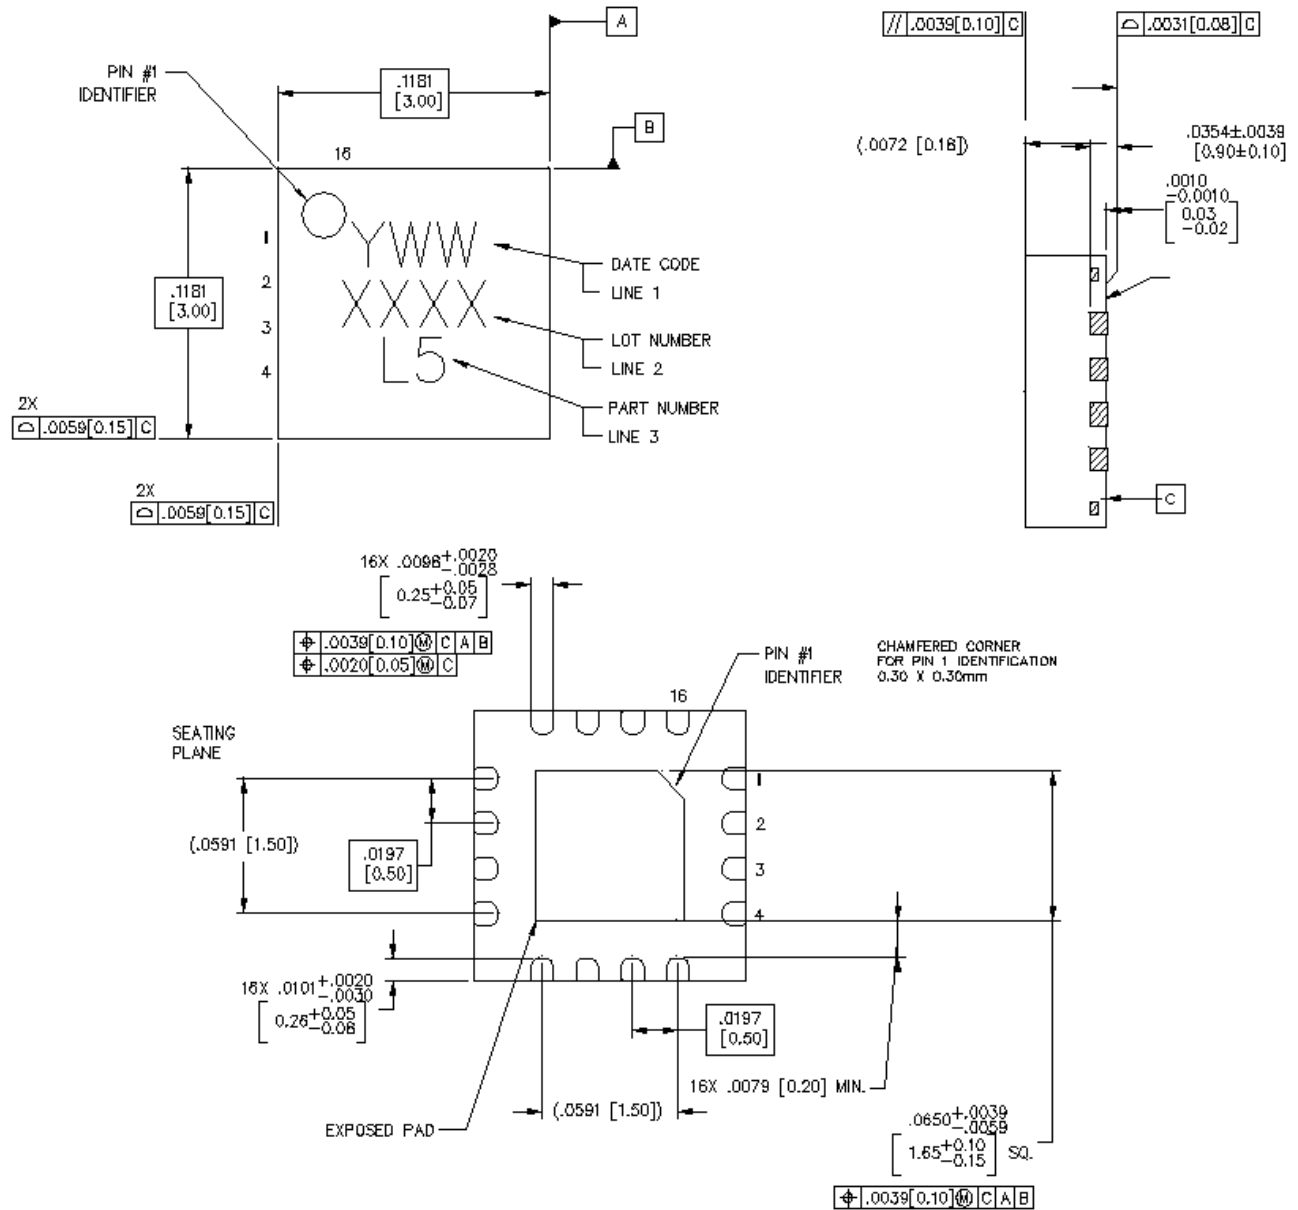 A
// .0039[0.10] C
⌓ .0031[0.08] C
PIN #1
IDENTIFIER
.1181
[3.00]
B
(.0072 [0.18])
.0354±.0039
[0.90±0.10]
16
.0010
-0.0010
0.03
-0.02
1
YWW
DATE CODE
LINE 1
2
XXXX
.1181
[3.00]
3
LOT NUMBER
LINE 2
4
L5
PART NUMBER
LINE 3
2X
⌓ .0059[0.15] C
2X
⌓ .0059[0.15] C
C
16X .0098+.0020
-.0028
[0.25+0.05
-0.07]
⌖ .0039[0.10]Ⓜ C A B
⌖ .0020[0.05]Ⓜ C
PIN #1
IDENTIFIER
CHAMFERED CORNER
FOR PIN 1 IDENTIFICATION
0.30 X 0.30mm
16
SEATING
PLANE
1
2
(.0591 [1.50])
.0197
[0.50]
3
4
16X .0101+.0020
-.0030
[0.26+0.05
-0.08]
.0197
[0.50]
16X .0079 [0.20] MIN.
(.0591 [1.50])
EXPOSED PAD
.0650+.0039
-.0059
[1.65+0.10
-0.15] SQ.
⌖ .0039[0.10]Ⓜ C A B